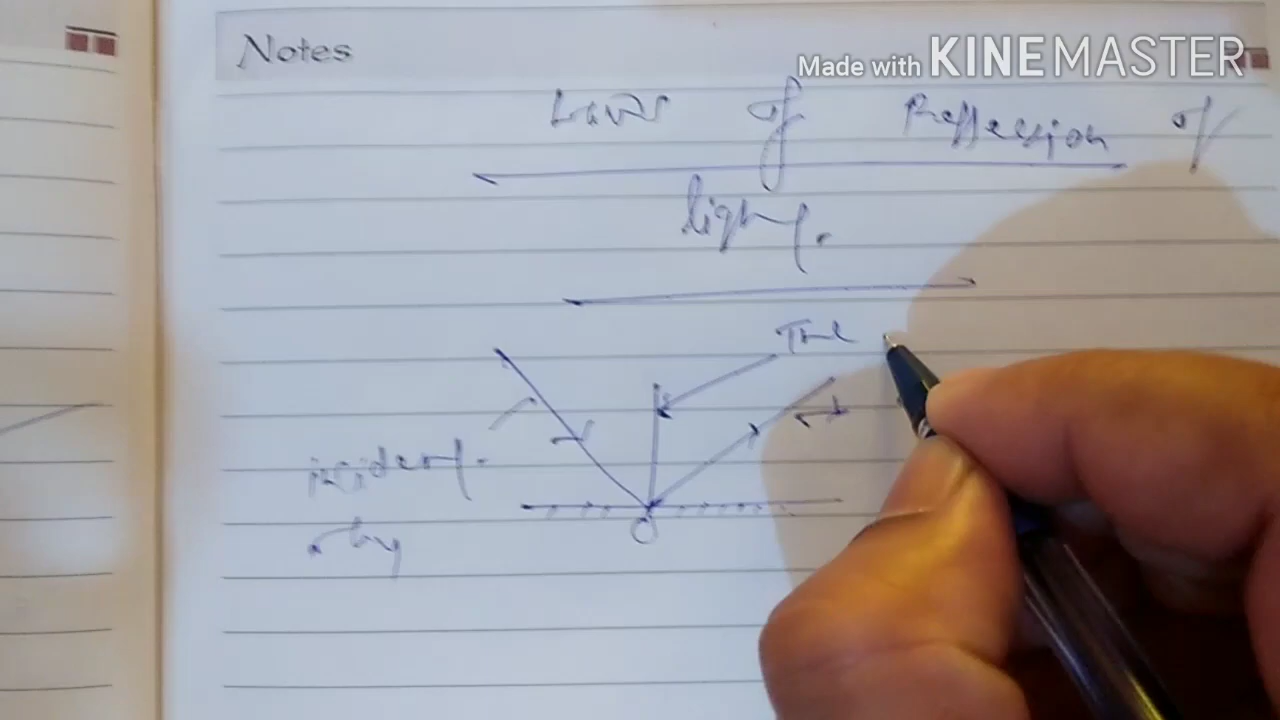 Notes
Made with KINEMASTER
Laws of Reflection of
light.
The
incident.
ray
O